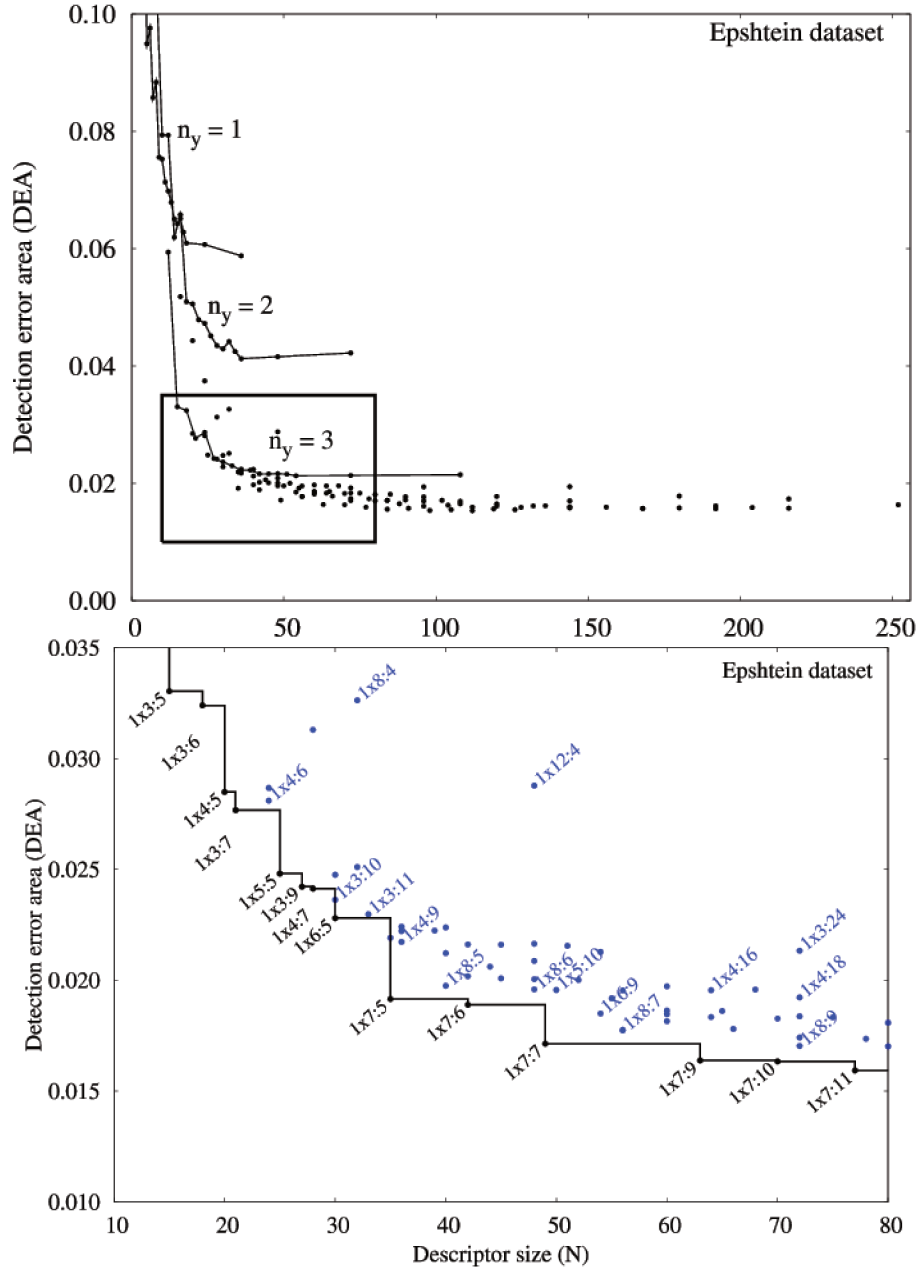 0.10
Epshtein dataset
0.08
n_y = 1
0.06
n_y = 2
0.04
n_y = 3
0.02
0.00
Detection error area (DEA)
0 50 100 150 200 250
0.035
Epshtein dataset
1x8:4
1x3:5
1x3:6
0.030
1x12:4
1x4:6
1x4:5
1x3:7
0.025
1x5:5
1x3:9
1x4:7
1x6:5
1x3:10
1x3:11
1x4:9
1x8:5
1x8:6
1x5:10
1x6:9
1x8:7
1x4:16
1x3:24
1x4:18
1x8:9
0.020
1x7:5
1x7:6
1x7:7
1x7:9
1x7:10
1x7:11
0.015
0.010
Detection error area (DEA)
10 20 30 40 50 60 70 80
Descriptor size (N)